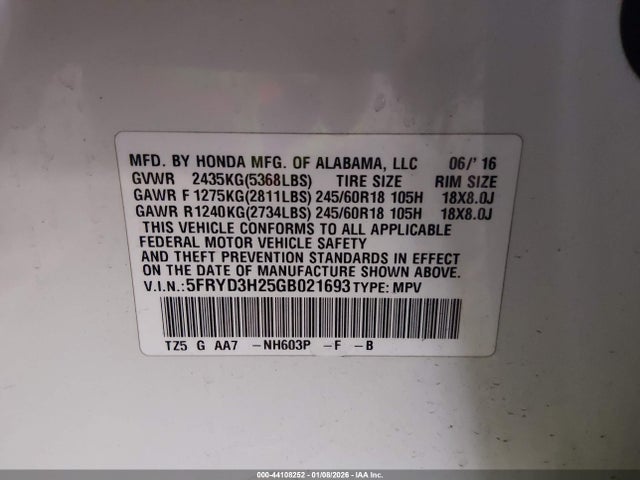 MFD. BY HONDA MFG. OF ALABAMA, LLC 06/' 16
GVWR 2435KG(5368LBS) TIRE SIZE RIM SIZE
GAWR F 1275KG(2811LBS) 245/60R18 105H 18X8.0J
GAWR R1240KG(2734LBS) 245/60R18 105H 18X8.0J
THIS VEHICLE CONFORMS TO ALL APPLICABLE
FEDERAL MOTOR VEHICLE SAFETY
AND THEFT PREVENTION STANDARDS IN EFFECT
ON THE DATE OF MANUFACTURE SHOWN ABOVE.
V.I.N.:5FRYD3H25GB021693 TYPE: MPV
TZ5 G AA7 -NH603P -F -B
000-44108252 - 01/08/2026 - IAAI.com